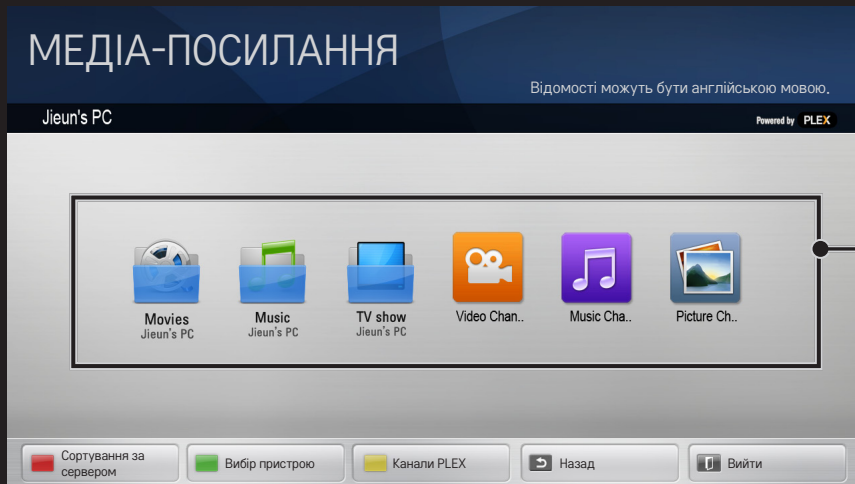 МЕДІА-ПОСИЛАННЯ
Відомості можуть бути англійською мовою.
Jieun's PC
Powered by PLEX
Movies
Jieun's PC
Music
Jieun's PC
TV show
Jieun's PC
Video Chan..
Music Cha..
Picture Ch..
Сортування за
сервером
Вибір пристрою
Канали PLEX
Назад
Вийти